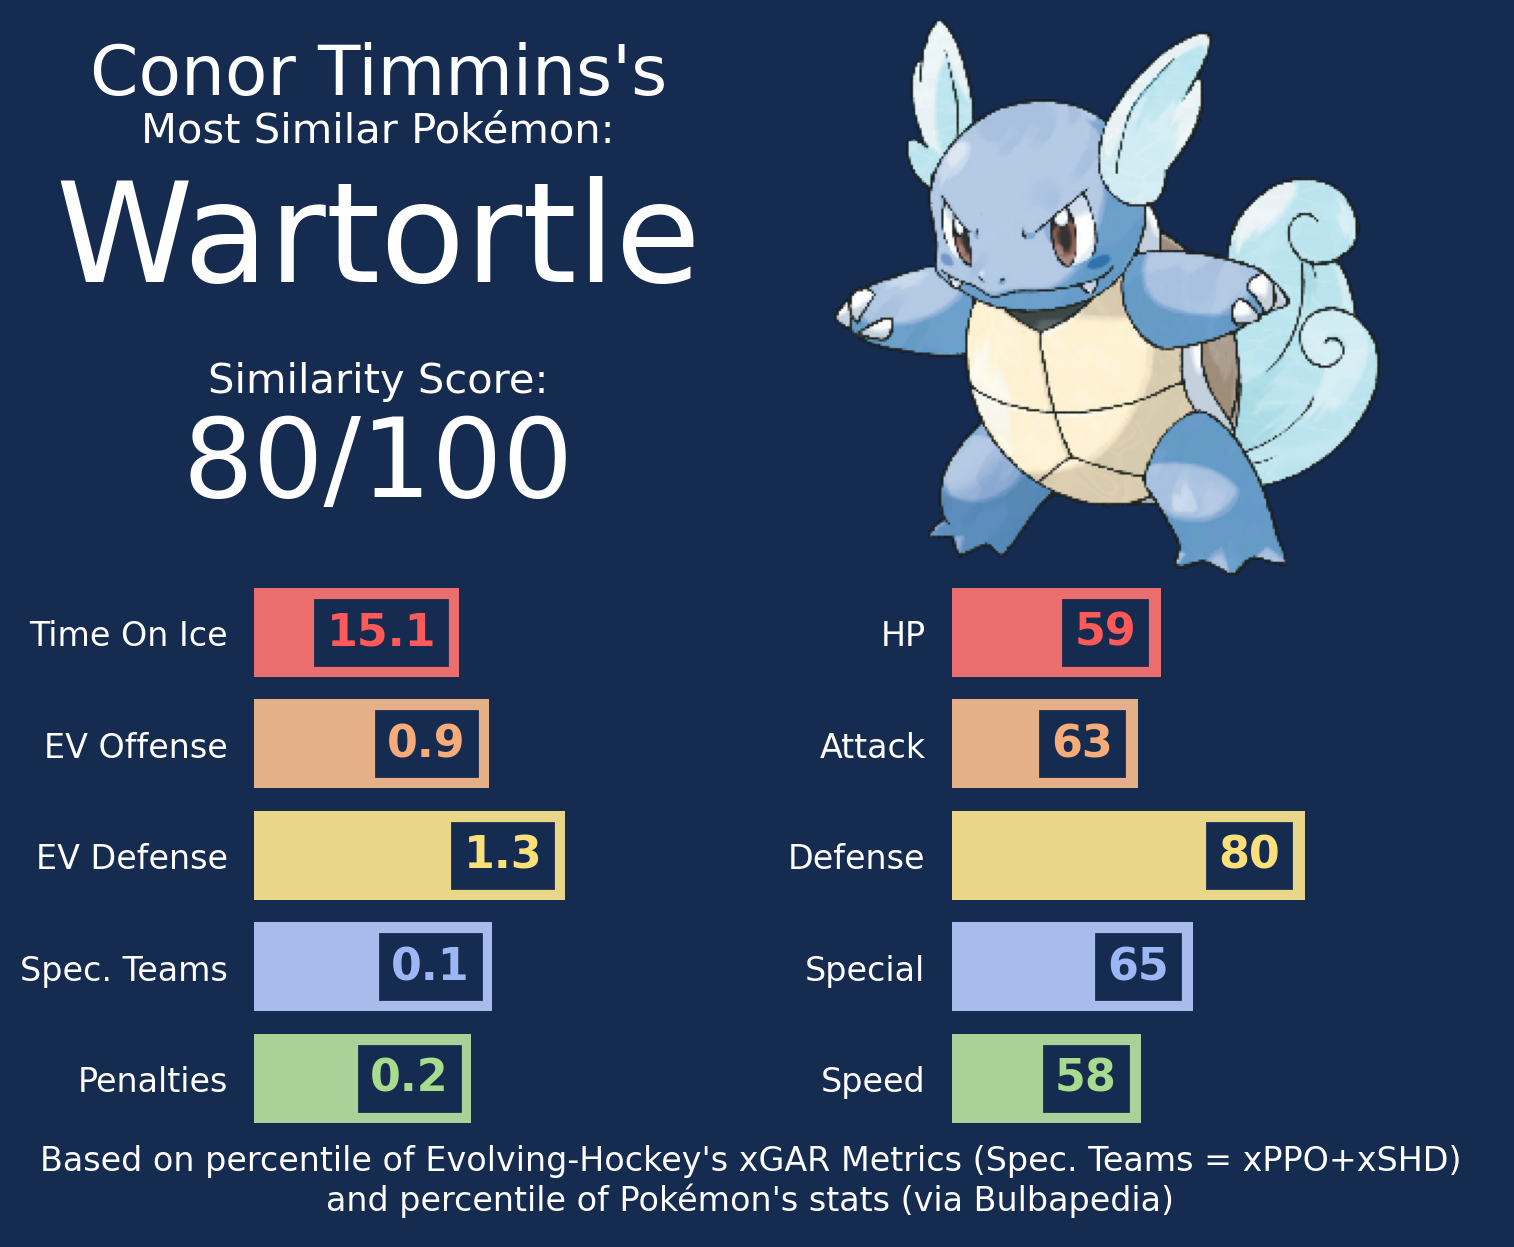 Conor Timmins's
Most Similar Pokémon:
Wartortle
Similarity Score:
80/100
Time On Ice 15.1
EV Offense 0.9
EV Defense 1.3
Spec. Teams 0.1
Penalties 0.2
HP 59
Attack 63
Defense 80
Special 65
Speed 58
Based on percentile of Evolving-Hockey's xGAR Metrics (Spec. Teams = xPPO+xSHD)
and percentile of Pokémon's stats (via Bulbapedia)